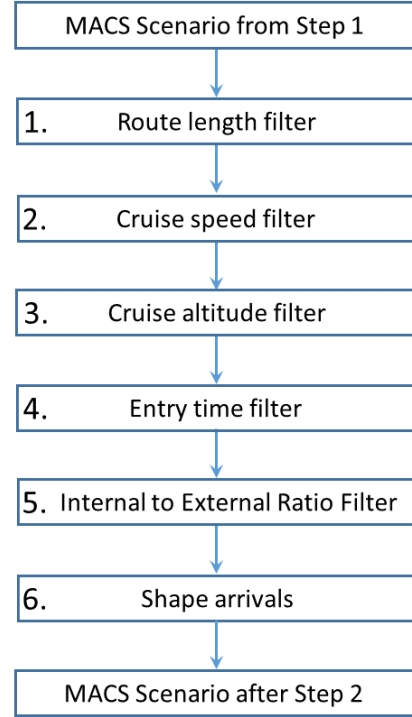 MACS Scenario from Step 1
1. Route length filter
2. Cruise speed filter
3. Cruise altitude filter
4. Entry time filter
5. Internal to External Ratio Filter
6. Shape arrivals
MACS Scenario after Step 2